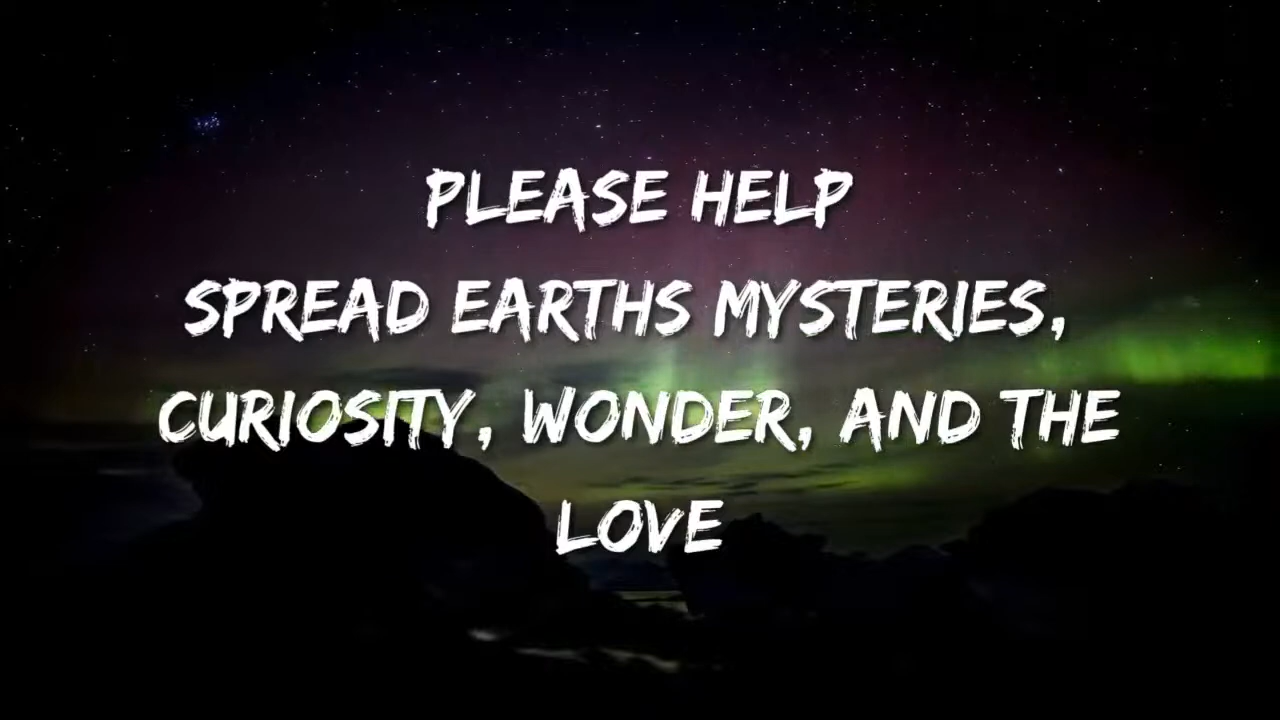 PLEASE HELP
SPREAD EARTHS MYSTERIES,
CURIOSITY, WONDER, AND THE
LOVE